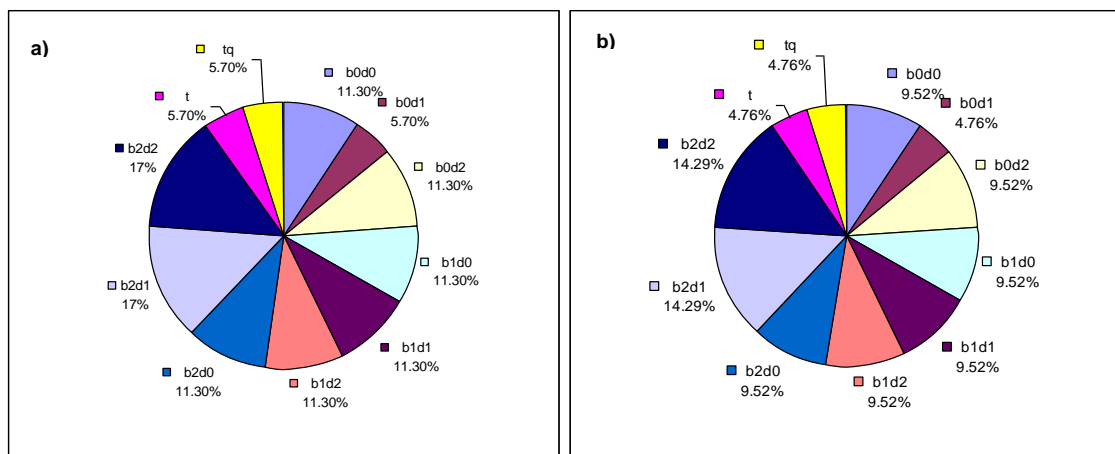 a)
tq
5.70%
b0d0
11.30%
b0d1
5.70%
b0d2
11.30%
b1d0
11.30%
b1d1
11.30%
b1d2
11.30%
b2d0
11.30%
b2d1
17%
b2d2
17%
t
5.70%
b)
tq
4.76%
b0d0
9.52%
b0d1
4.76%
b0d2
9.52%
b1d0
9.52%
b1d1
9.52%
b1d2
9.52%
b2d0
9.52%
b2d1
14.29%
b2d2
14.29%
t
4.76%